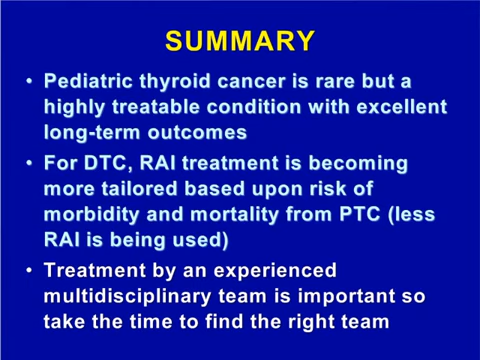 SUMMARY
• Pediatric thyroid cancer is rare but a
highly treatable condition with excellent
long-term outcomes
• For DTC, RAI treatment is becoming
more tailored based upon risk of
morbidity and mortality from PTC (less
RAI is being used)
• Treatment by an experienced
multidisciplinary team is important so
take the time to find the right team